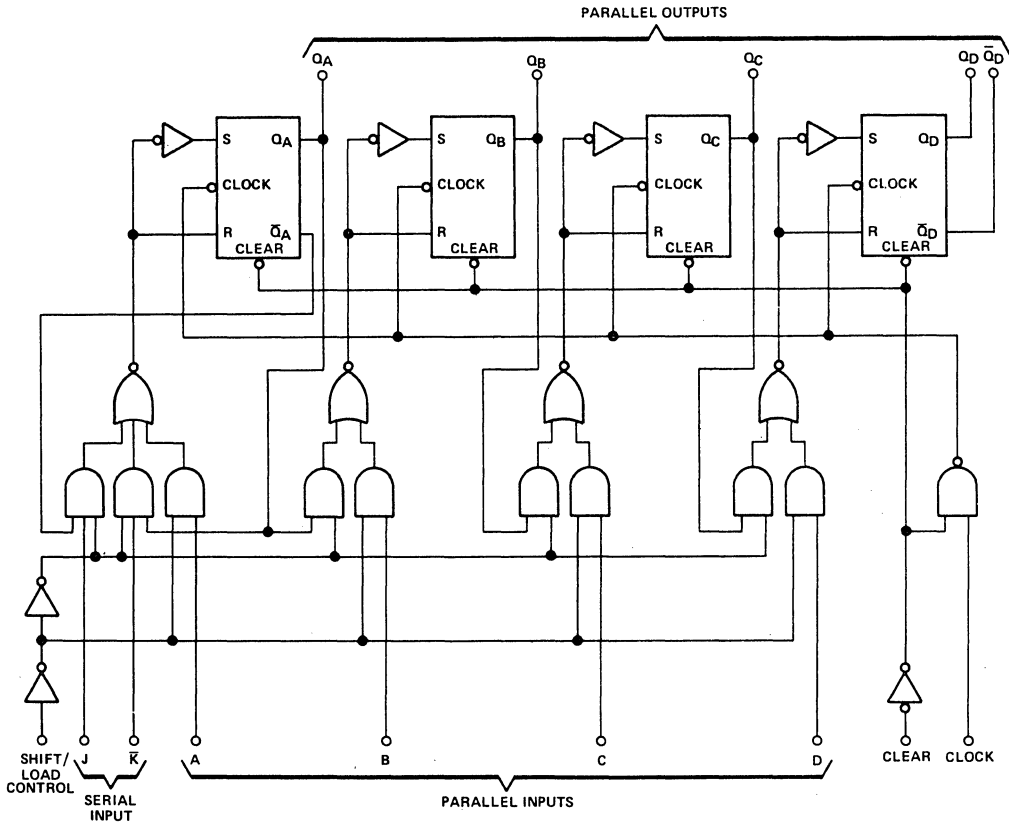 PARALLEL OUTPUTS
QA QB QC QD Q̅D
S QA S QB S QC S QD
CLOCK CLOCK CLOCK CLOCK
R Q̅A R R R Q̅D
CLEAR CLEAR CLEAR CLEAR
SHIFT/ J K̅ A B C D CLEAR CLOCK
LOAD
CONTROL
SERIAL
INPUT
PARALLEL INPUTS